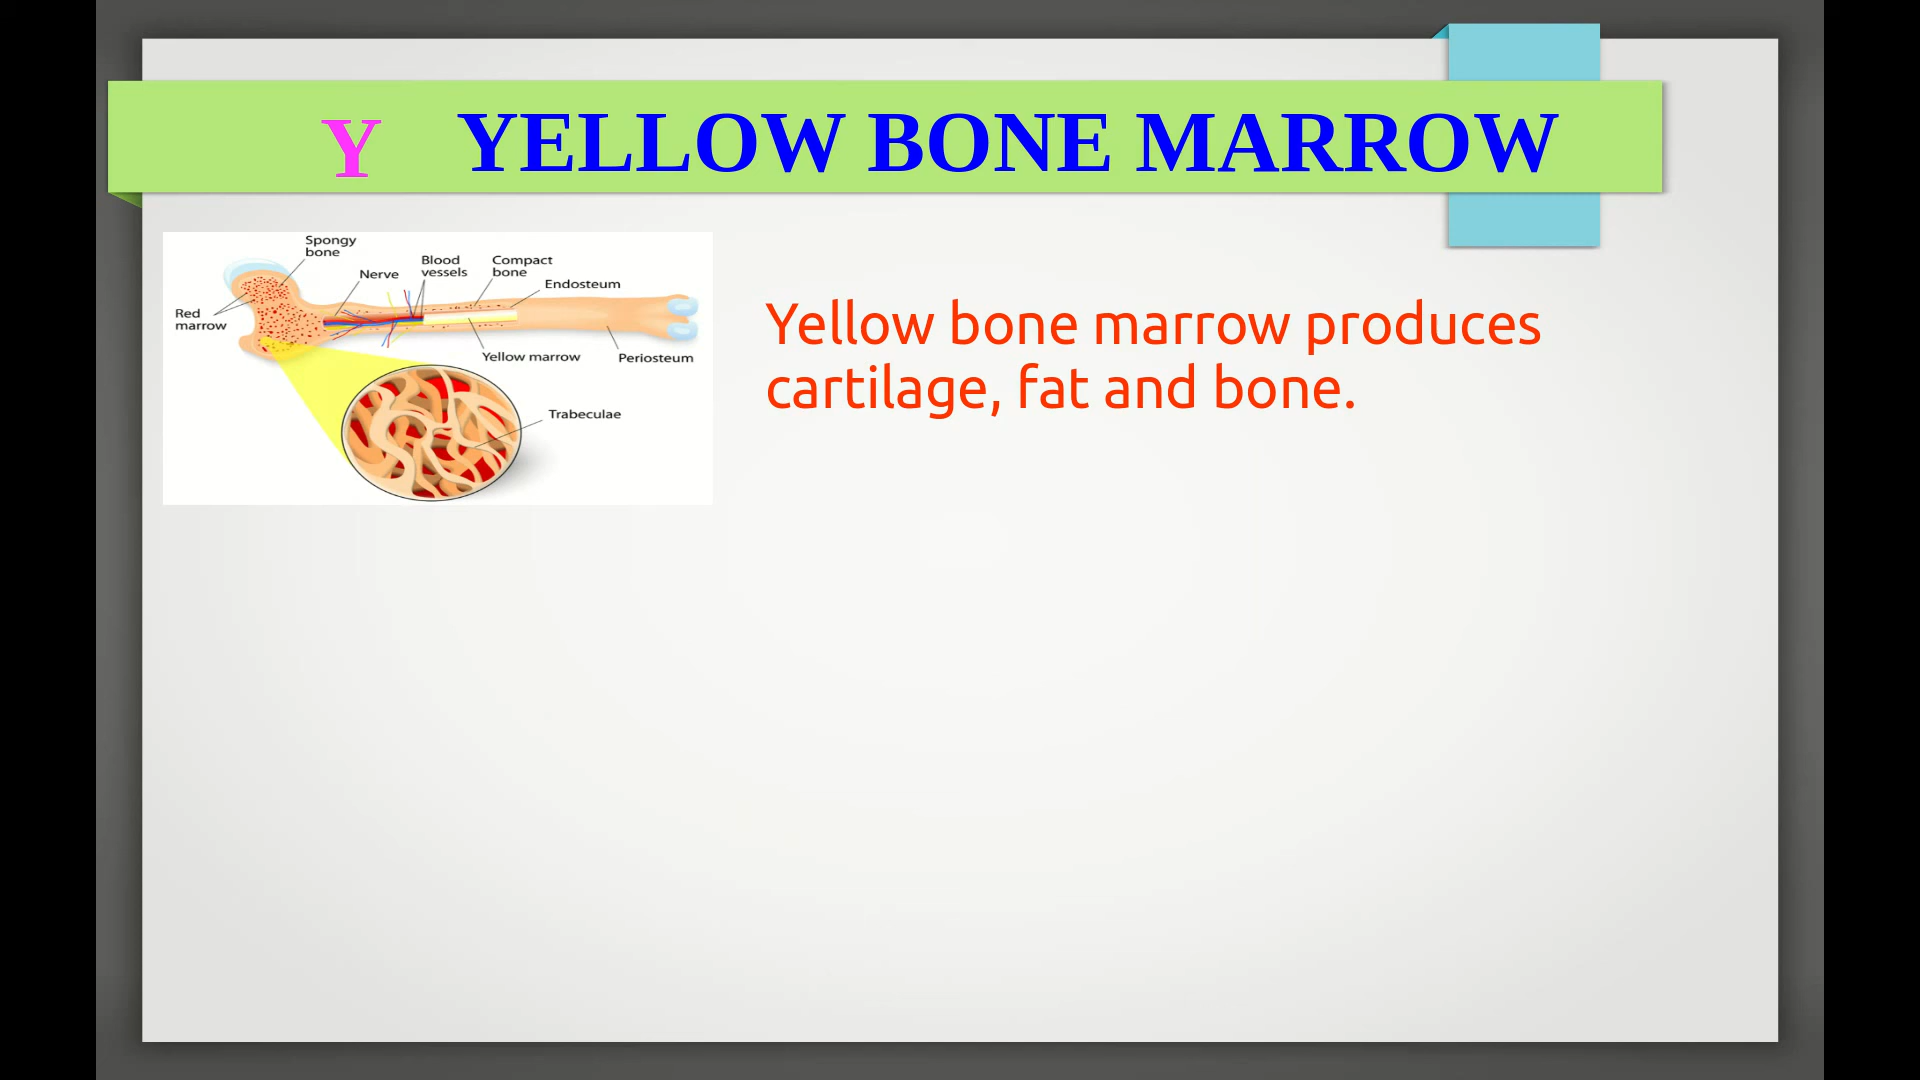 Y YELLOW BONE MARROW
Spongy
bone
Nerve
Blood
vessels
Compact
bone
Endosteum
Red
marrow
Yellow marrow
Periosteum
Trabeculae
Yellow bone marrow produces
cartilage, fat and bone.